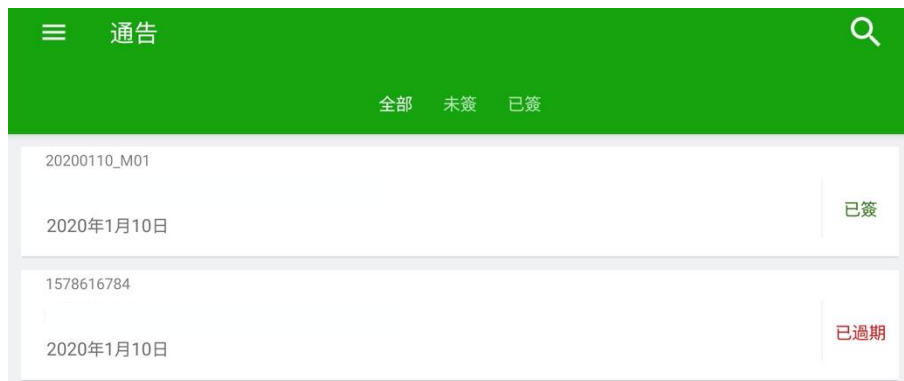 通告
全部 未簽 已簽
20200110_M01
已簽
2020年1月10日
1578616784
已過期
2020年1月10日